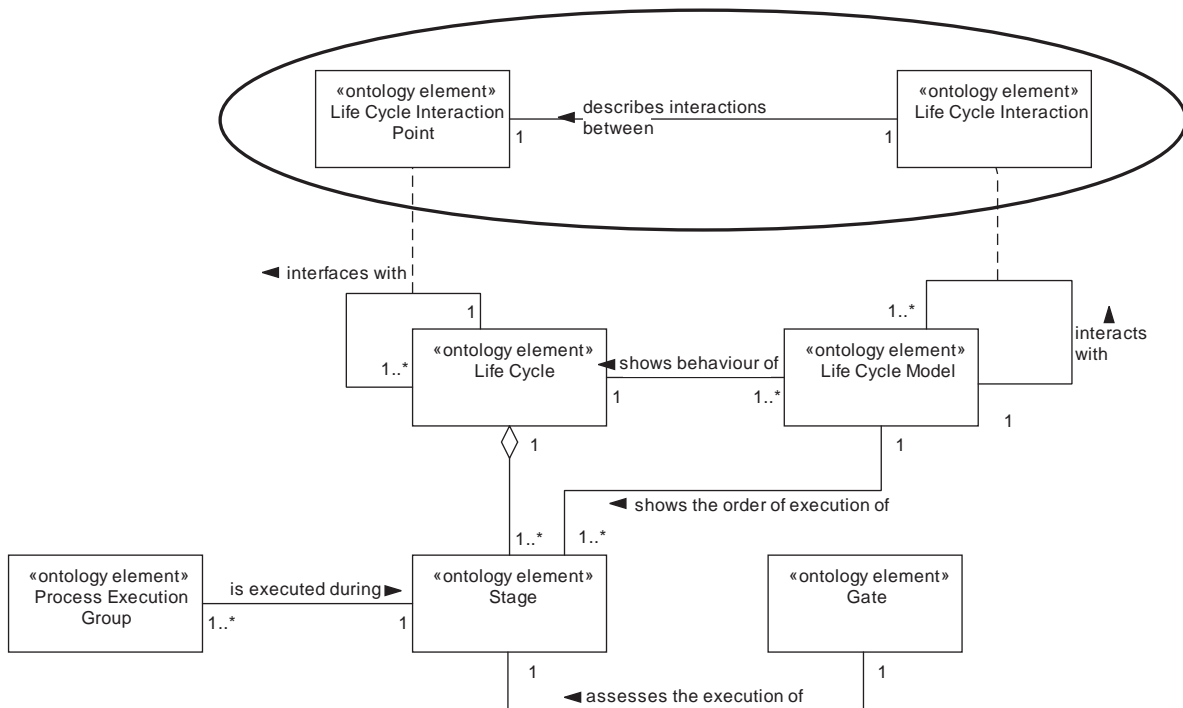 «ontology element»
Life Cycle Interaction
Point
describes interactions
between
1
1
«ontology element»
Life Cycle Interaction
interfaces with
1
1..*
«ontology element»
Life Cycle
shows behaviour of
1
1..*
1..*
«ontology element»
Life Cycle Model
interacts
with
1
1
1
shows the order of execution of
1..*
1..*
«ontology element»
Process Execution
Group
is executed during
1..*
1
«ontology element»
Stage
«ontology element»
Gate
1
assesses the execution of
1